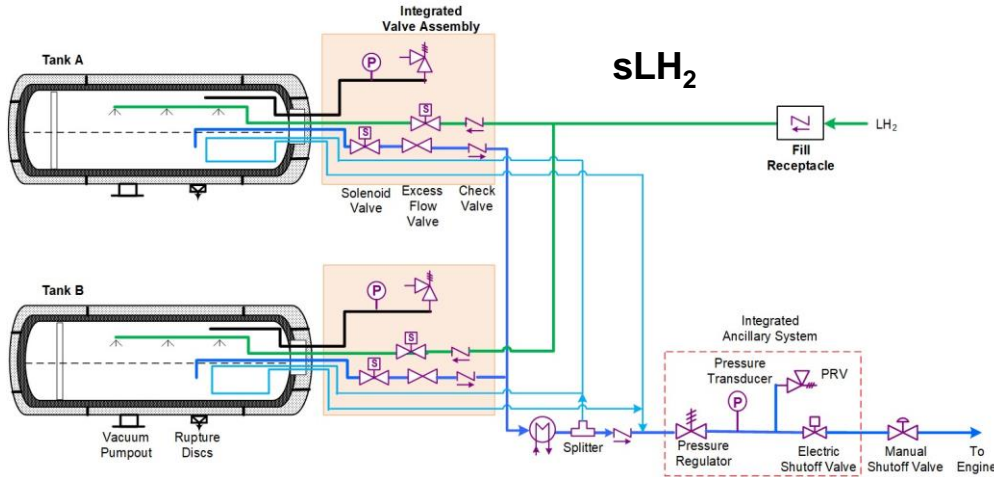 Integrated
Valve Assembly
sLH2
Tank A
P
S
S
LH2
Fill
Receptacle
Solenoid
Valve
Excess
Flow
Valve
Check
Valve
Tank B
P
S
S
Integrated
Ancillary System
Pressure
Transducer
PRV
P
Vacuum
Pumpout
Rupture
Discs
Splitter
Pressure
Regulator
Electric
Shutoff Valve
Manual
Shutoff Valve
To
Engine